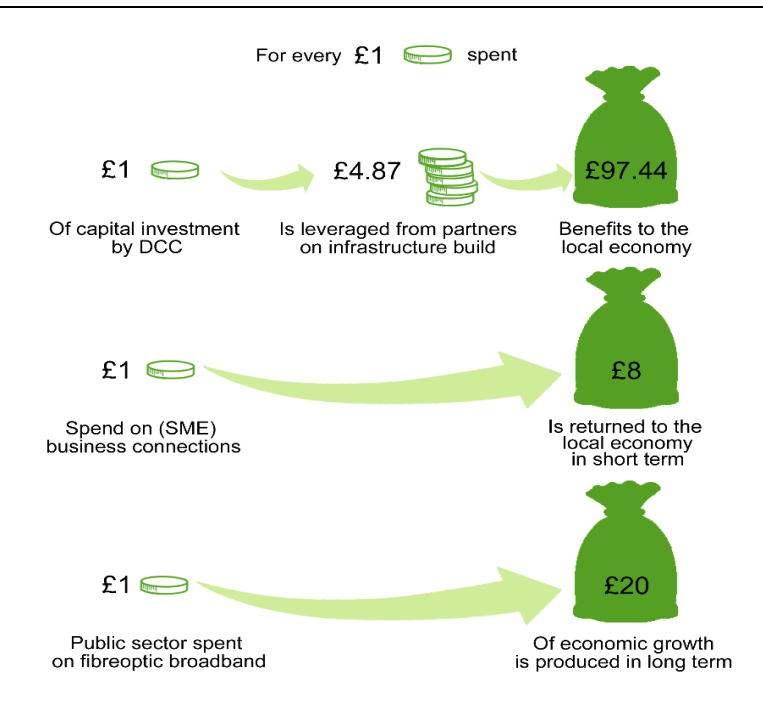 For every £1 spent
£1 £4.87 £97.44
Of capital investment
by DCC
Is leveraged from partners
on infrastructure build
Benefits to the
local economy
£1 £8
Spend on (SME)
business connections
Is returned to the
local economy
in short term
£1 £20
Public sector spent
on fibreoptic broadband
Of economic growth
is produced in long term